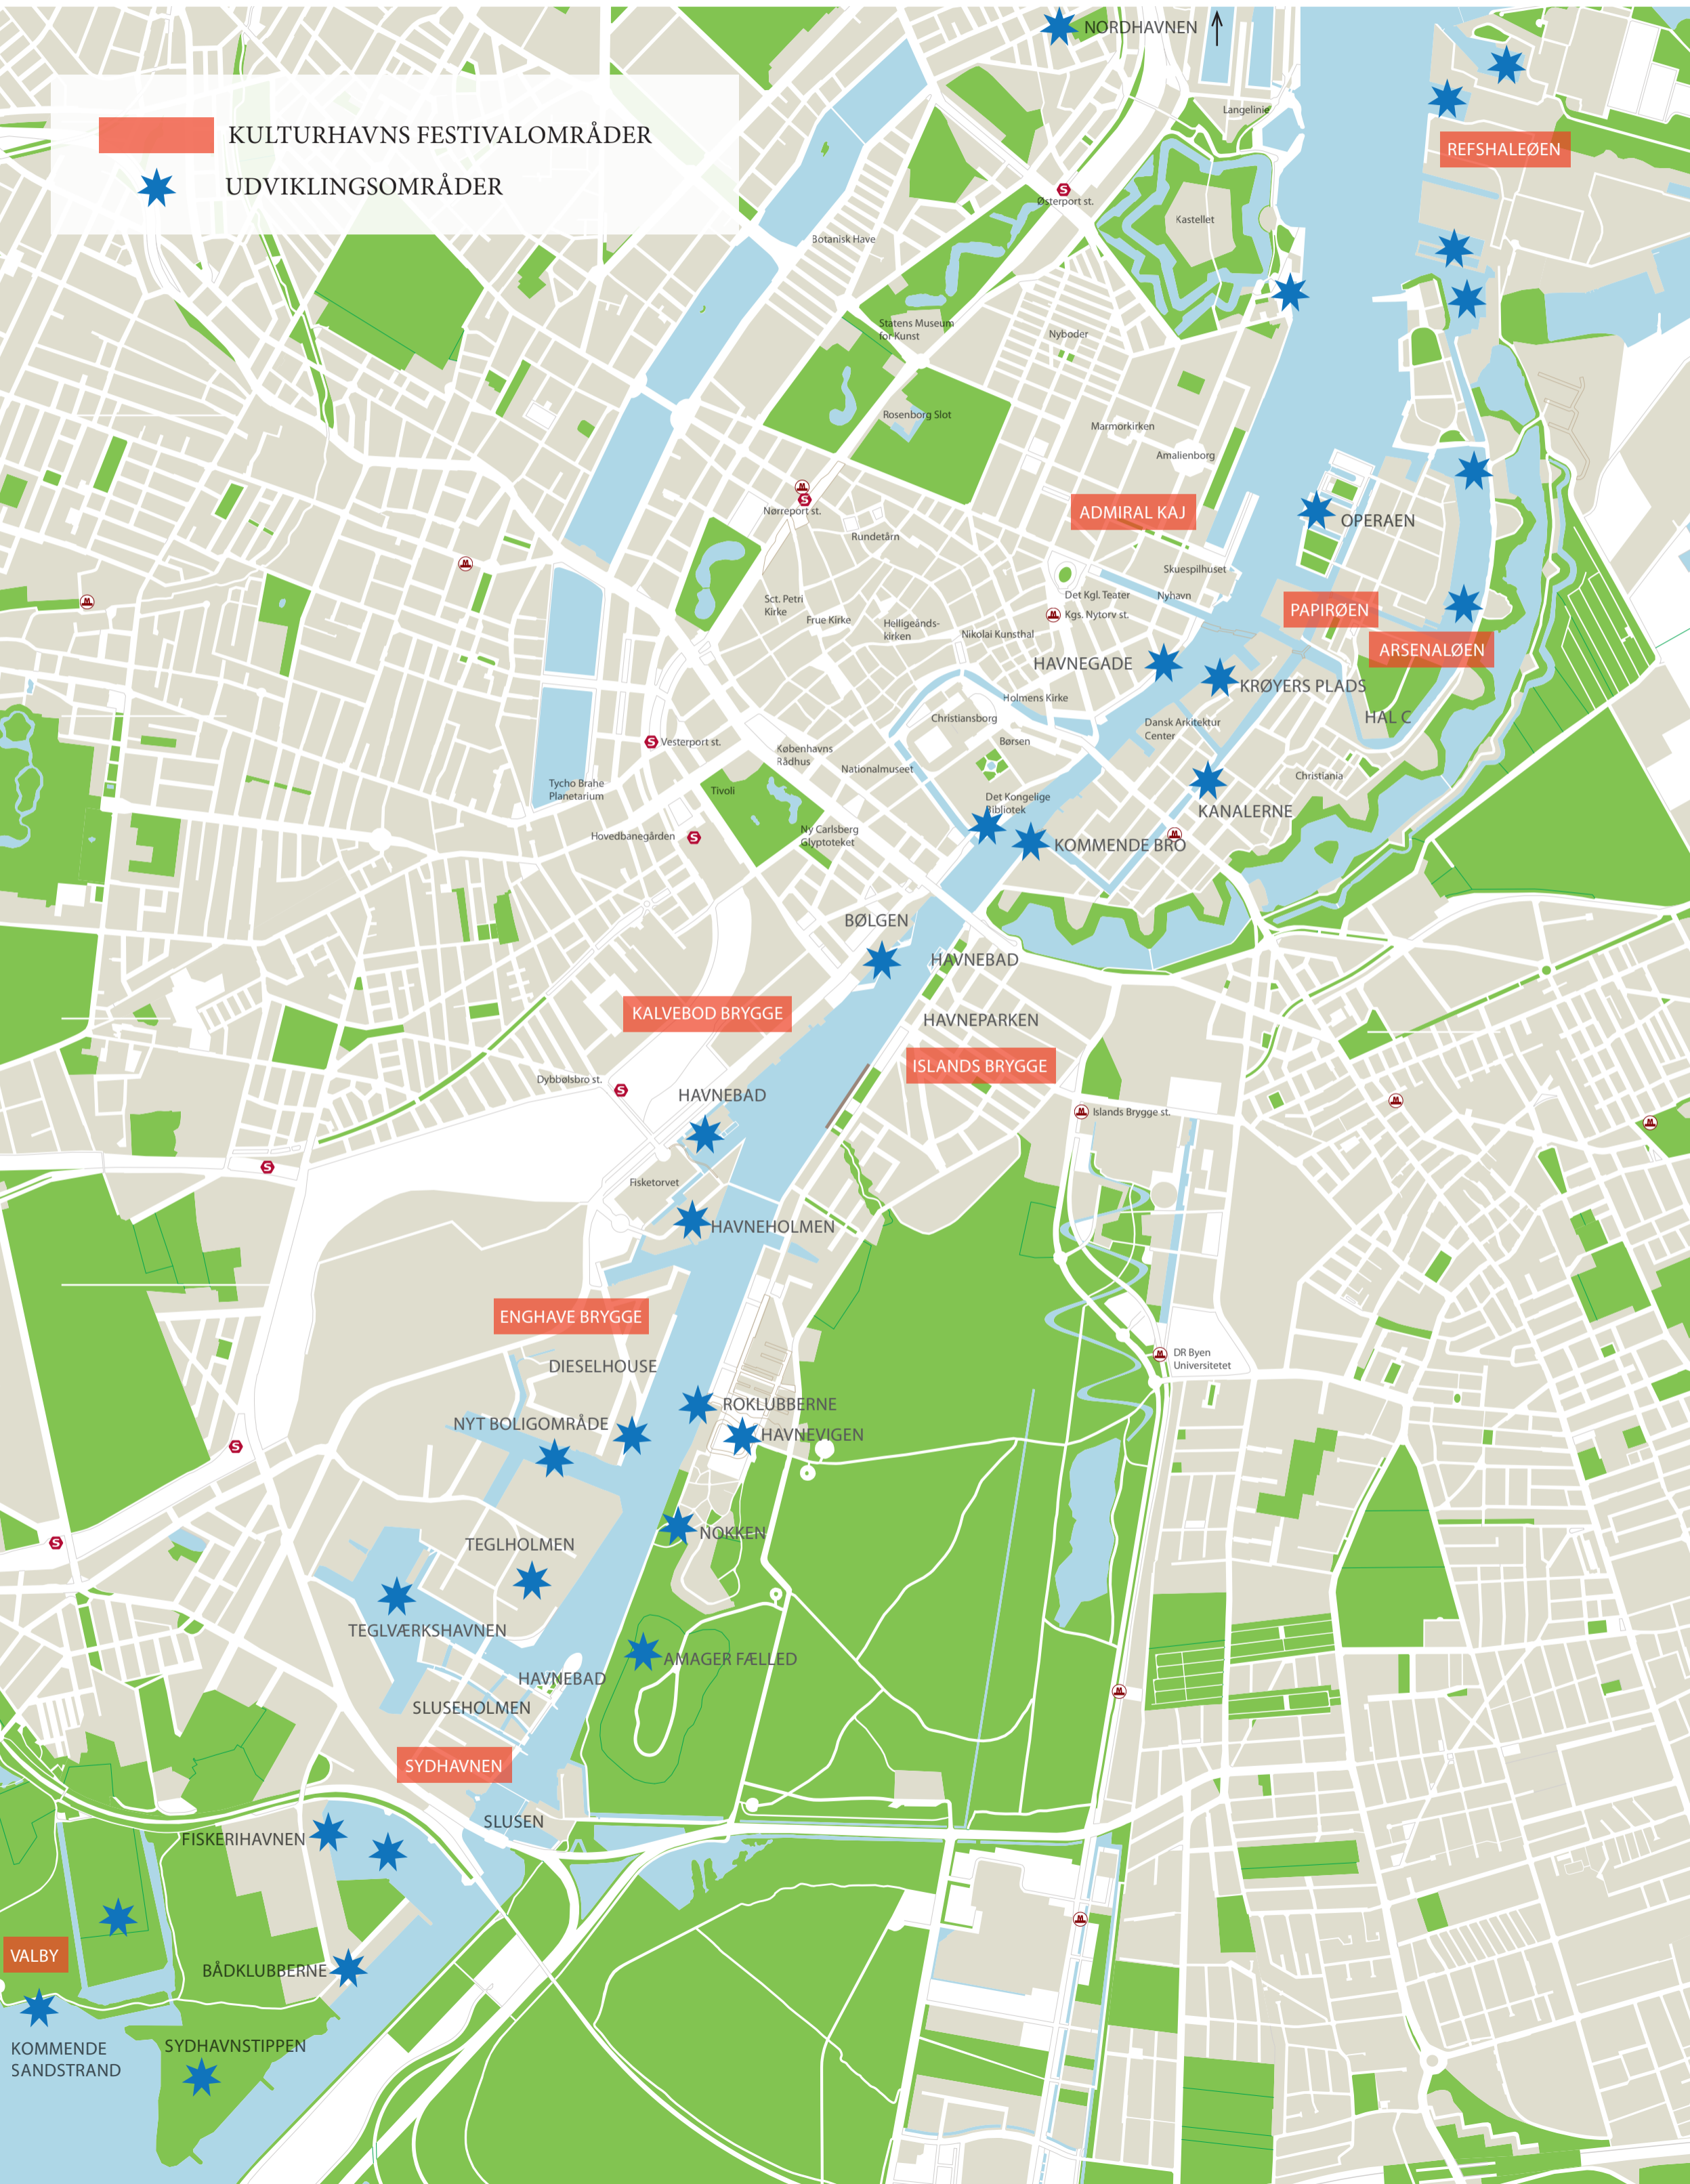 NORDHAVNEN
KULTURHAVNS FESTIVALOMRÅDER
UDVIKLINGSOMRÅDER
Langelinie
REFSHALEØEN
S
Østerport st.
Kastellet
Botanisk Have
Statens Museum
for Kunst
Nyboder
Rosenborg Slot
Marmorkirken
Amalienborg
M
S
Nørreport st.
ADMIRAL KAJ
OPERAEN
Rundetårn
M
Skuespilhuset
M
Sct. Petri
Kirke
Det Kgl. Teater
Nyhavn
PAPIRØEN
M
Kgs. Nytorv st.
Frue Kirke
Helligeånds-
kirken
Nikolai Kunsthal
ARSENALØEN
HAVNEGADE
KRØYERS PLADS
Holmens Kirke
Christiansborg
Dansk Arkitektur
Center
HAL C
S
Vesterport st.
Børsen
Københavns
Rådhus
Nationalmuseet
Christiania
Tycho Brahe
Planetarium
Tivoli
Det Kongelige
Bibliotek
KANALERNE
Hovedbanegården
S
Ny Carlsberg
Glyptoteket
M
KOMMENDE BRO
BØLGEN
HAVNEBAD
KALVEBOD BRYGGE
HAVNEPARKEN
ISLANDS BRYGGE
Dybbølsbro st.
S
HAVNEBAD
M
M
Islands Brygge st.
M
S
Fisketorvet
HAVNEHOLMEN
ENGHAVE BRYGGE
DIESELHOUSE
M
DR Byen
Universitetet
ROKLUBBERNE
NYT BOLIGOMRÅDE
HAVNEVIGEN
S
NOKKEN
S
TEGLHOLMEN
TEGLVÆRKSHAVNEN
AMAGER FÆLLED
HAVNEBAD
M
SLUSEHOLMEN
SYDHAVNEN
SLUSEN
FISKERIHAVNEN
M
VALBY
BÅDKLUBBERNE
KOMMENDE
SANDSTRAND
SYDHAVNSTIPPEN